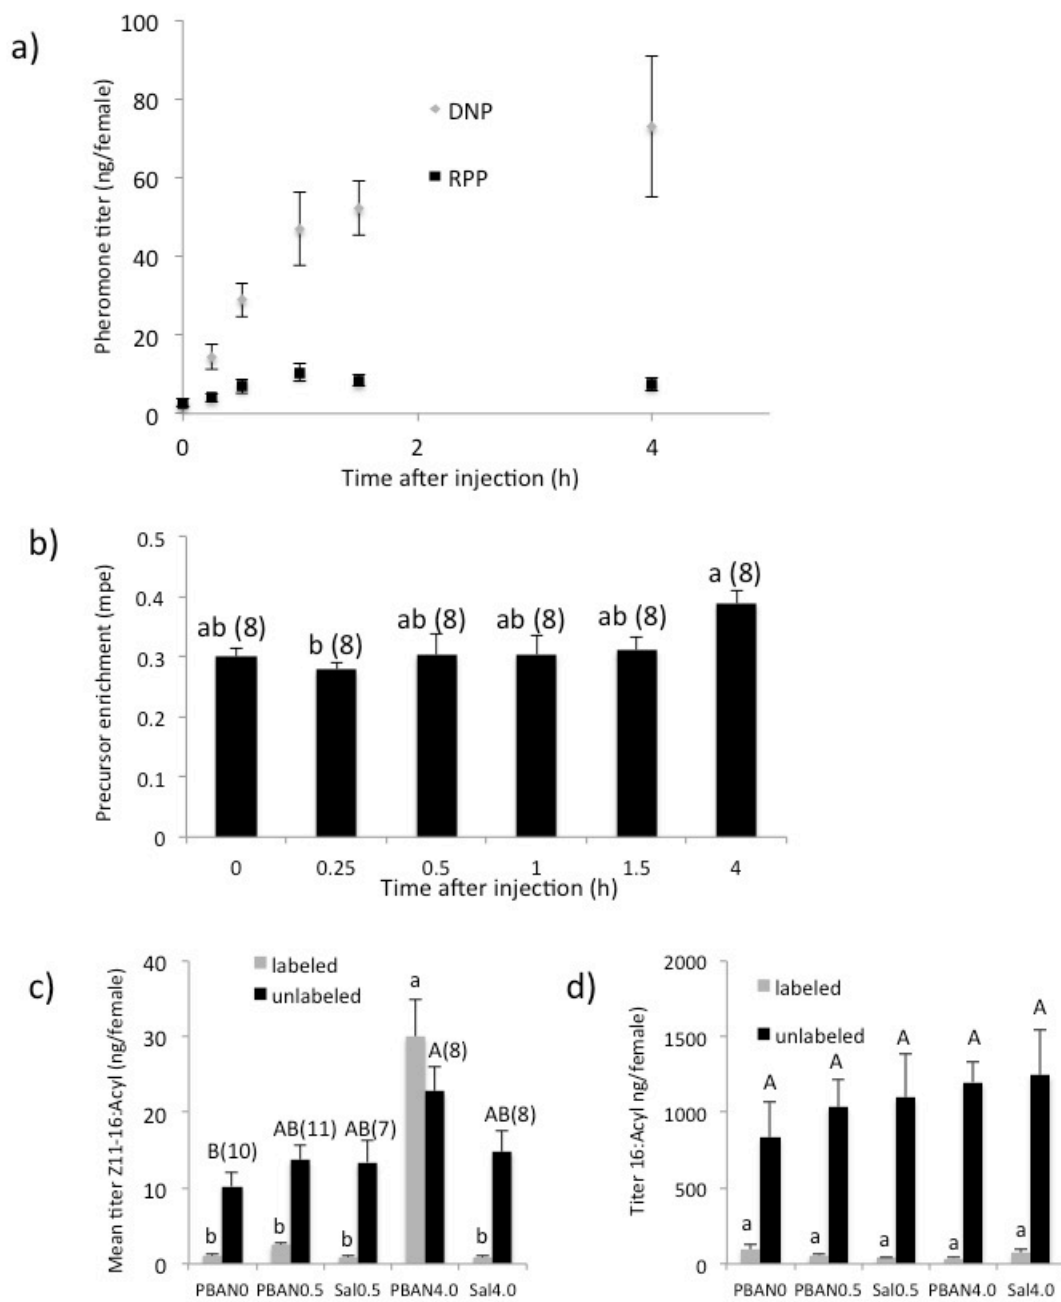 a)
Pheromone titer (ng/female)
100
80
60
40
20
0
DNP
RPP
0 2 4
Time after injection (h)
b)
Precursor enrichment (mpe)
0.5
0.4
0.3
0.2
0.1
0
ab (8) b (8) ab (8) ab (8) ab (8) a (8)
0 0.25 0.5 1 1.5 4
Time after injection (h)
c)
Mean titer Z11-16:Acyl (ng/female)
40
30
20
10
0
labeled
unlabeled
b B(10) b AB(11) b AB(7) a A(8) b AB(8)
PBAN0 PBAN0.5 Sal0.5 PBAN4.0 Sal4.0
d)
Titer 16:Acyl ng/female)
2000
1500
1000
500
0
labeled
unlabeled
a A a A a A a A a A
PBAN0 PBAN0.5 Sal0.5 PBAN4.0 Sal4.0